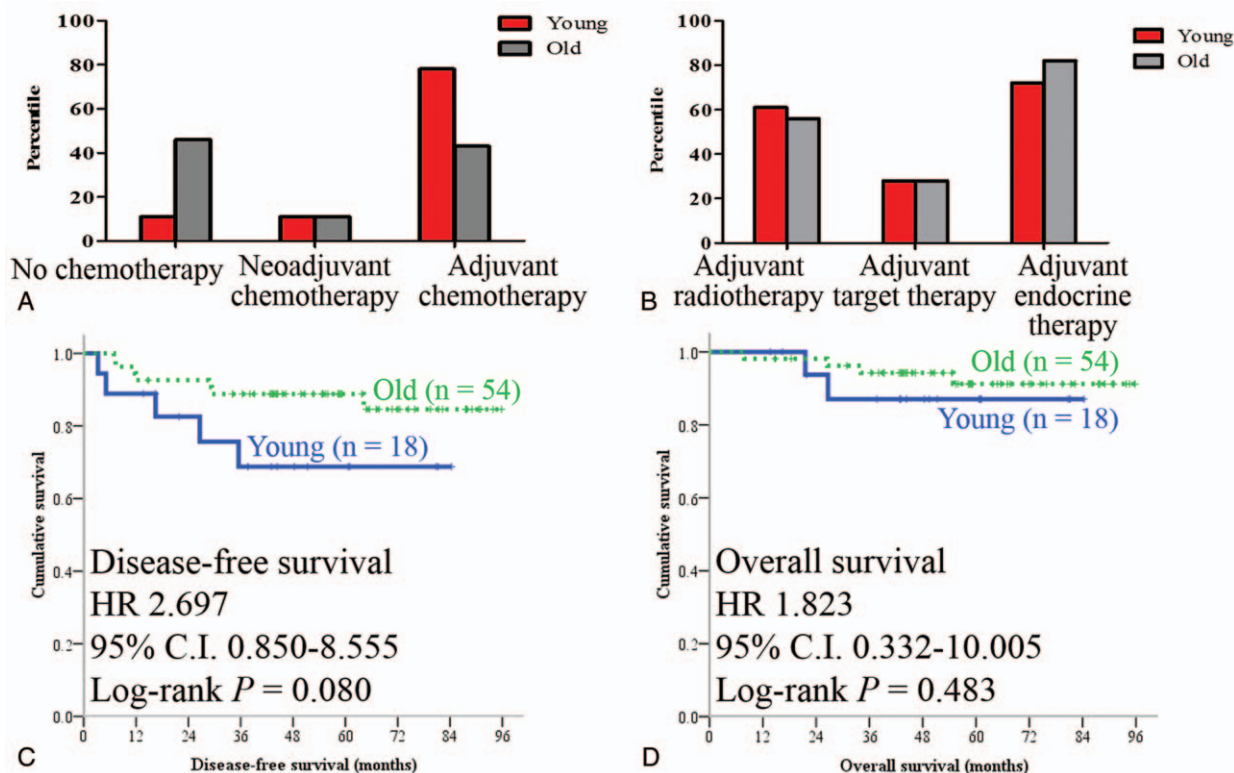 100
80
60
40
20
0
Percentile
Young
Old
No chemotherapy
Neoadjuvant
chemotherapy
Adjuvant
chemotherapy
A
100
80
60
40
20
0
Percentile
Young
Old
Adjuvant
radiotherapy
Adjuvant
target therapy
Adjuvant
endocrine
therapy
B
1.0
0.8
0.6
0.4
0.2
0.0
Cumulative survival
Old (n = 54)
Young (n = 18)
Disease-free survival
HR 2.697
95% C.I. 0.850-8.555
Log-rank P = 0.080
0 12 24 36 48 60 72 84 96
C
Disease-free survival (months)
1.0
0.8
0.6
0.4
0.2
0.0
Cumulative survival
Old (n = 54)
Young (n = 18)
Overall survival
HR 1.823
95% C.I. 0.332-10.005
Log-rank P = 0.483
0 12 24 36 48 60 72 84 96
D
Overall survival (months)